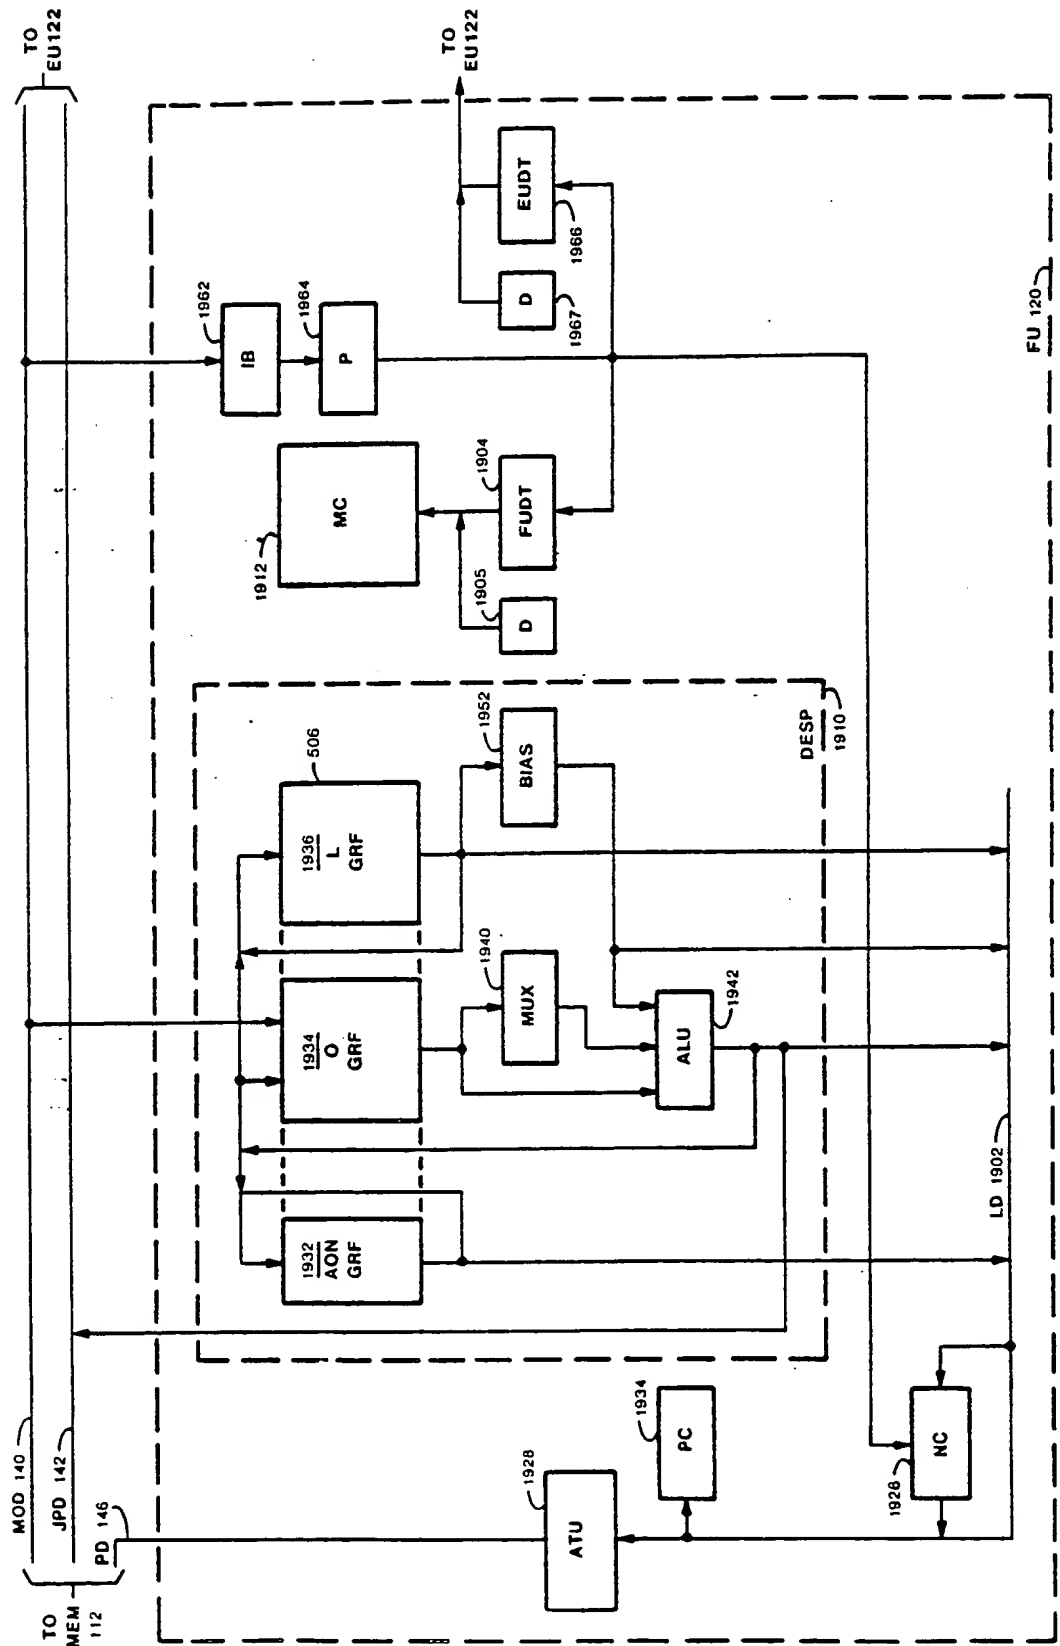 TO
MEM
112
MOD 140
JPD 142
PD 146
TO
EU122
TO
EU122
1962
IB
1964
P
EUDT
1966
D
1967
1912
MC
1904
FUDT
1905
D
506
1936
L
GRF
1934
O
GRF
1932
AON
GRF
1952
BIAS
1940
MUX
1942
ALU
DESP
1910
1928
ATU
1934
PC
1926
NC
LD 1902
FU 120